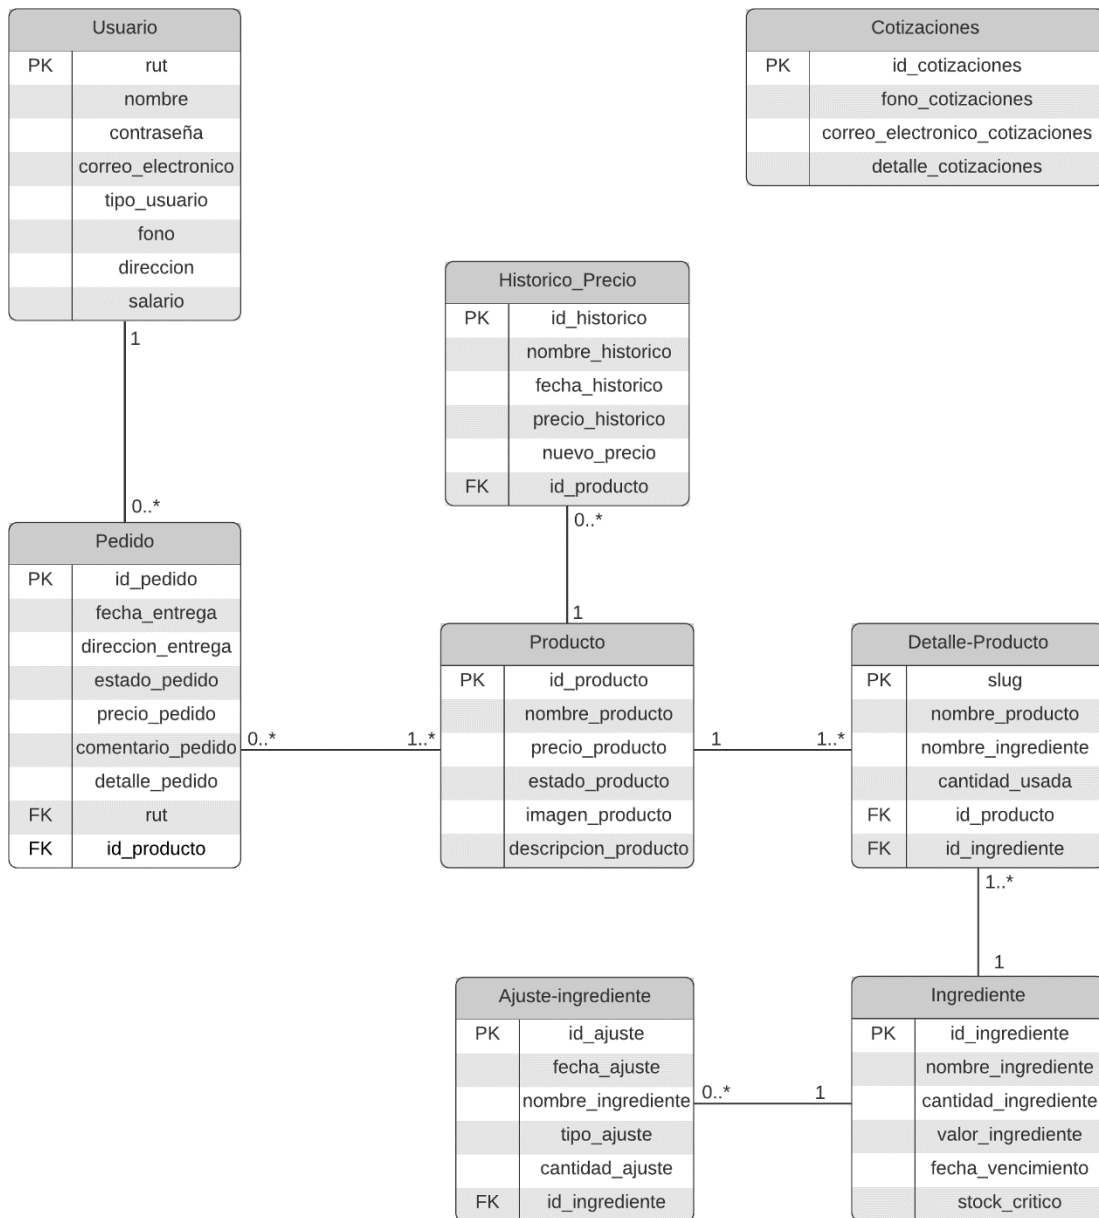 Usuario
PK rut
nombre
contraseña
correo_electronico
tipo_usuario
fono
direccion
salario
1
0..*
Cotizaciones
PK id_cotizaciones
fono_cotizaciones
correo_electronico_cotizaciones
detalle_cotizaciones
Historico_Precio
PK id_historico
nombre_historico
fecha_historico
precio_historico
nuevo_precio
FK id_producto
0..*
1
Pedido
PK id_pedido
fecha_entrega
direccion_entrega
estado_pedido
precio_pedido
comentario_pedido
detalle_pedido
FK rut
FK id_producto
0..* 1..*
Producto
PK id_producto
nombre_producto
precio_producto
estado_producto
imagen_producto
descripcion_producto
1 1..*
Detalle-Producto
PK slug
nombre_producto
nombre_ingrediente
cantidad_usada
FK id_producto
FK id_ingrediente
1..*
1
Ajuste-ingrediente
PK id_ajuste
fecha_ajuste
nombre_ingrediente
tipo_ajuste
cantidad_ajuste
FK id_ingrediente
0..* 1
Ingrediente
PK id_ingrediente
nombre_ingrediente
cantidad_ingrediente
valor_ingrediente
fecha_vencimiento
stock_critico